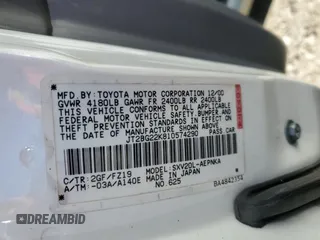 MFD. BY: TOYOTA MOTOR CORPORATION 12/00
GVWR 4180LB GAWR FR 2400LB RR 2400LB
THIS VEHICLE CONFORMS TO ALL APPLICABLE
FEDERAL MOTOR VEHICLE SAFETY, BUMPER, AND
THEFT PREVENTION STANDARDS IN EFFECT ON THE
DATE OF MANUFACTURE SHOWN ABOVE.
JT2BG22K810574290
PASS. CAR
C/TR: 2GF/FZ19 MODEL: SXV20L-AEPNKA
A/TM: -03A/A140E MADE IN JAPAN
NO.625 BA484235